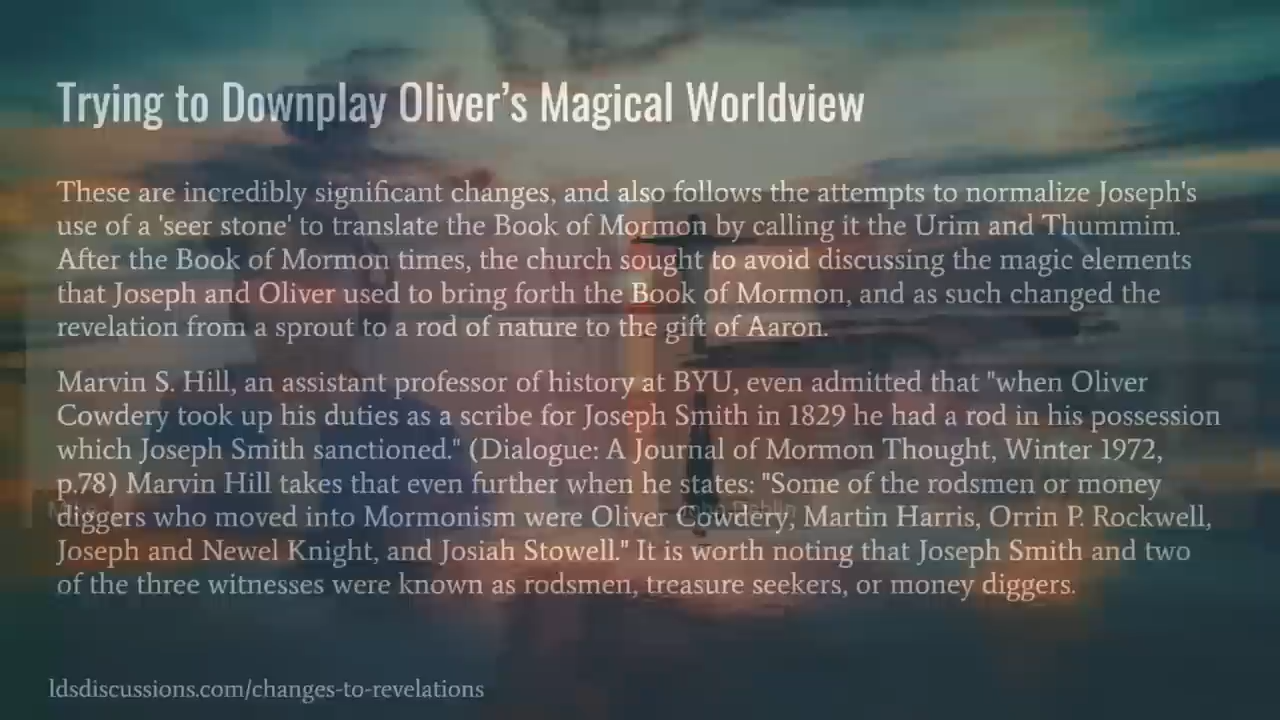 Trying to Downplay Oliver’s Magical Worldview
These are incredibly significant changes, and also follows the attempts to normalize Joseph's
use of a 'seer stone' to translate the Book of Mormon by calling it the Urim and Thummim.
After the Book of Mormon times, the church sought to avoid discussing the magic elements
that Joseph and Oliver used to bring forth the Book of Mormon, and as such changed the
revelation from a sprout to a rod of nature to the gift of Aaron.
Marvin S. Hill, an assistant professor of history at BYU, even admitted that "when Oliver
Cowdery took up his duties as a scribe for Joseph Smith in 1829 he had a rod in his possession
which Joseph Smith sanctioned." (Dialogue: A Journal of Mormon Thought, Winter 1972,
p.78) Marvin Hill takes that even further when he states: "Some of the rodsmen or money
diggers who moved into Mormonism were Oliver Cowdery, Martin Harris, Orrin P. Rockwell,
Joseph and Newel Knight, and Josiah Stowell." It is worth noting that Joseph Smith and two
of the three witnesses were known as rodsmen, treasure seekers, or money diggers.
ldsdiscussions.com/changes-to-revelations